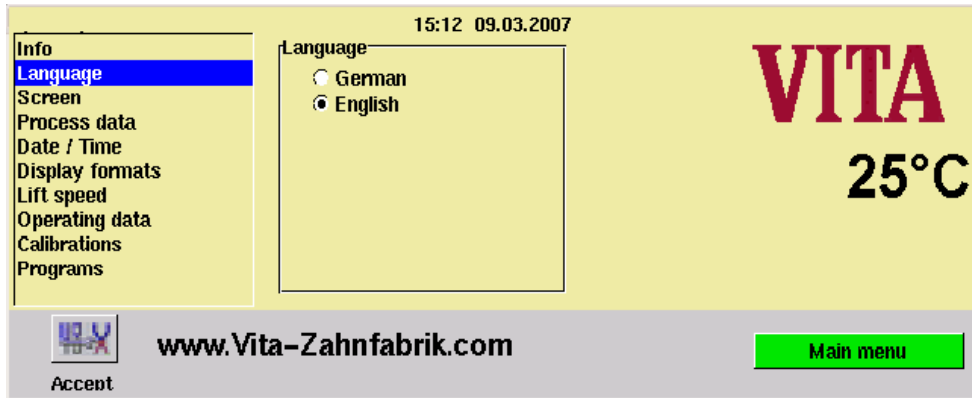 15:12 09.03.2007
Info
Language
Screen
Process data
Date / Time
Display formats
Lift speed
Operating data
Calibrations
Programs
Language
German
English
VITA
25°C
Accept
www.Vita-Zahnfabrik.com
Main menu